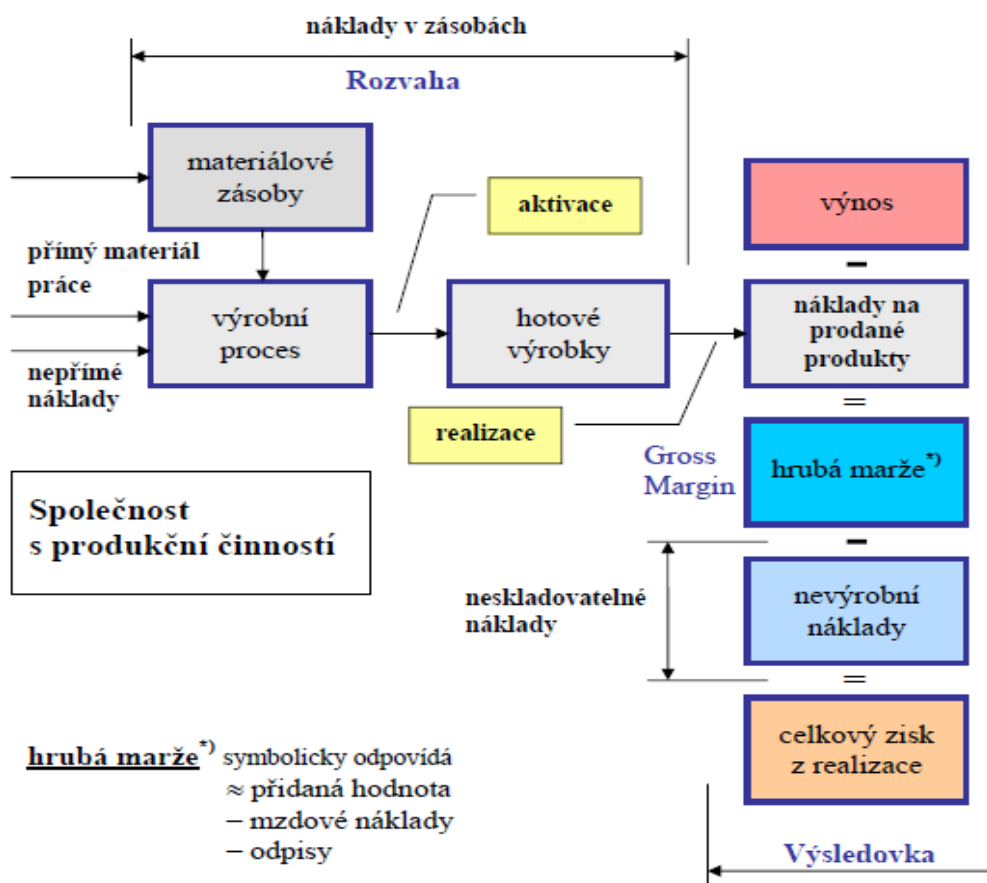 náklady v zásobách
Rozvaha
materiálové
zásoby
aktivace
výnos
přímý materiál
práce
–
výrobní
proces
hotové
výrobky
náklady na
prodané
produkty
nepřímé
náklady
=
realizace
Gross
Margin
hrubá marže*)
Společnost
s produkční činností
–
neskladovatelné
náklady
nevýrobní
náklady
=
celkový zisk
z realizace
hrubá marže*) symbolicky odpovídá
≈ přidaná hodnota
– mzdové náklady
– odpisy
Výsledovka